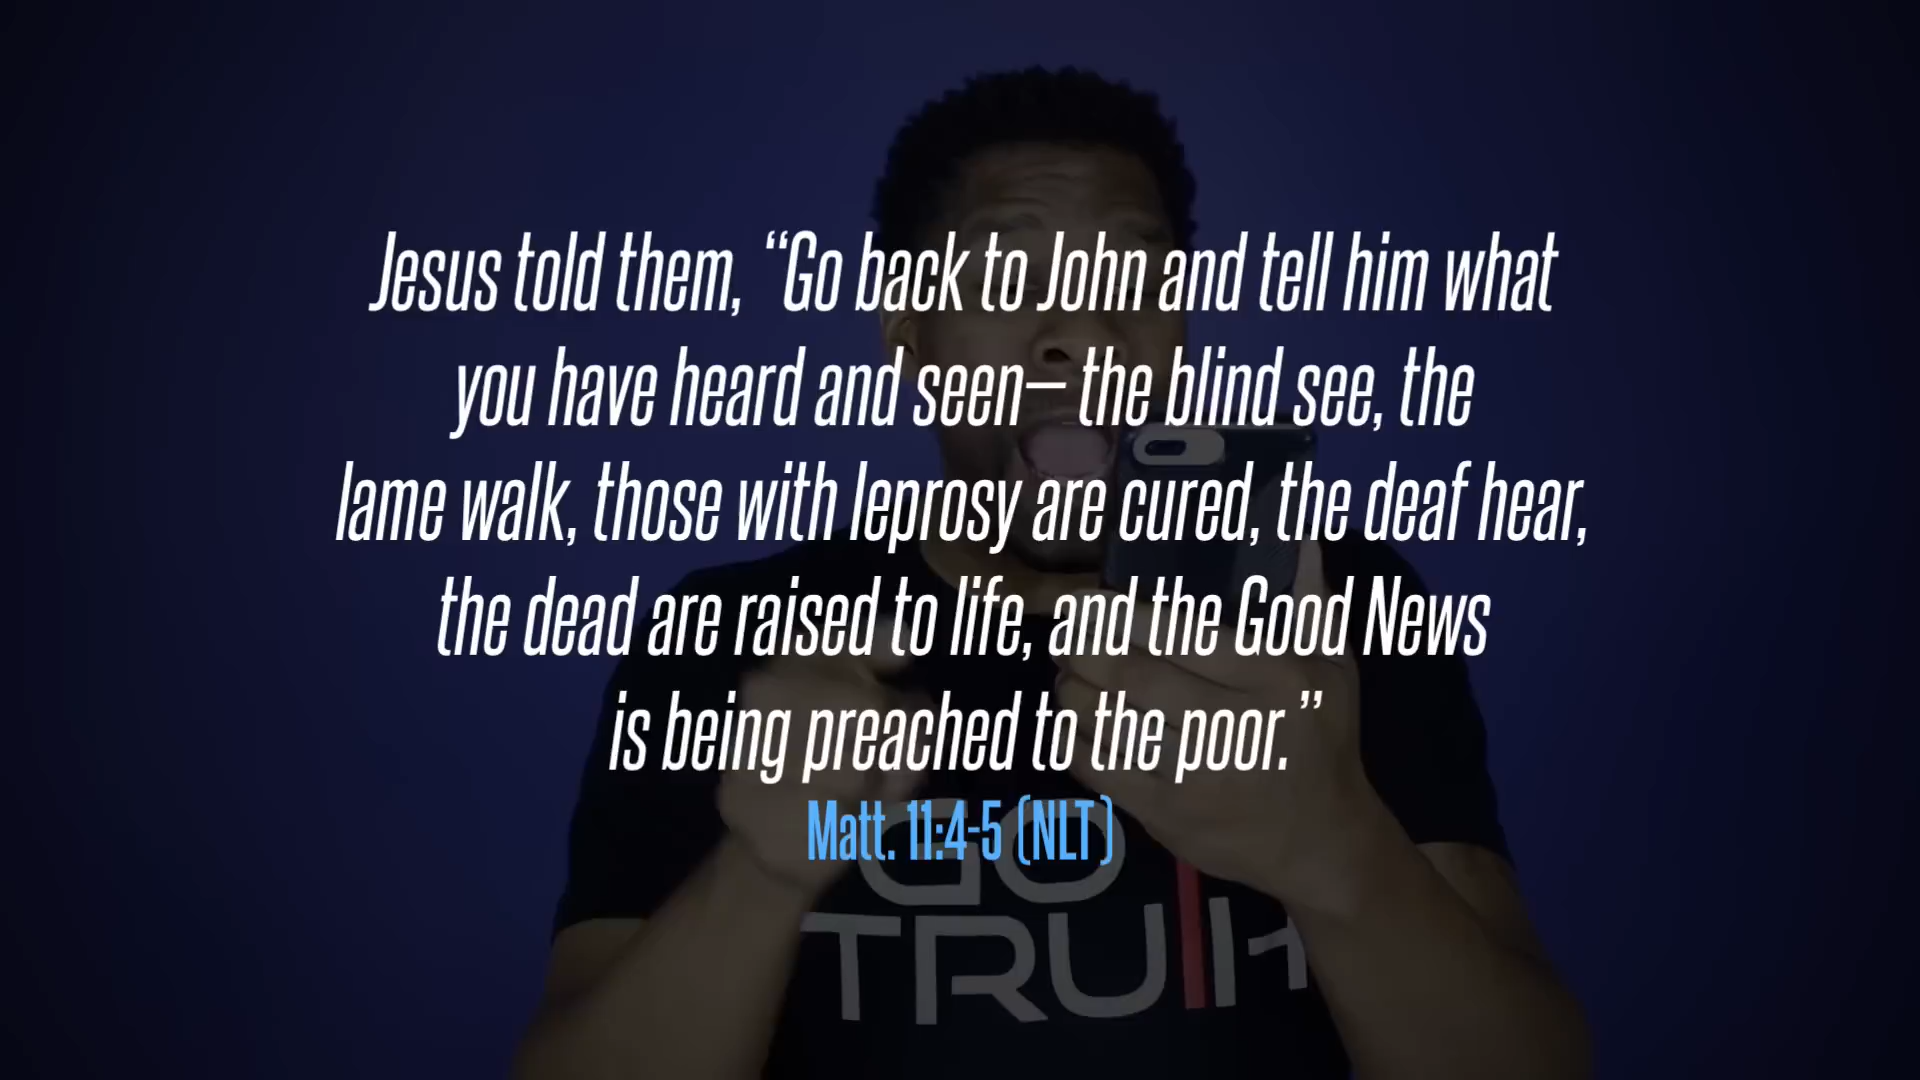 Jesus told them, “Go back to John and tell him what
you have heard and seen—the blind see, the
lame walk, those with leprosy are cured, the deaf hear,
the dead are raised to life, and the Good News
is being preached to the poor.”
Matt. 11:4-5 (NLT)
GO
TRUTH